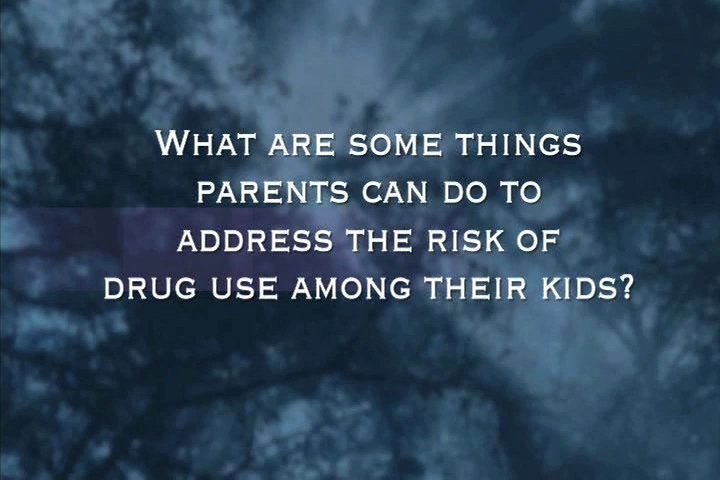 What are some things
parents can do to
address the risk of
drug use among their kids?